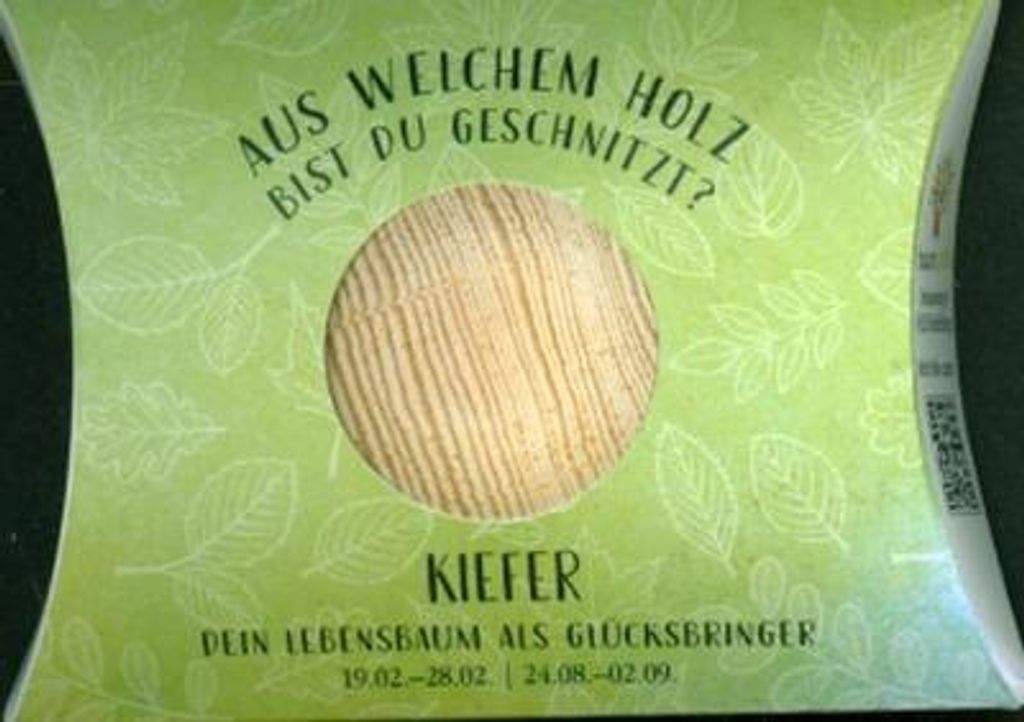 AUS WELCHEM HOLZ
BIST DU GESCHNITZT?
KIEFER
DEIN LEBENSBAUM ALS GLÜCKSBRINGER
19.02.–28.02. | 24.08.–02.09.